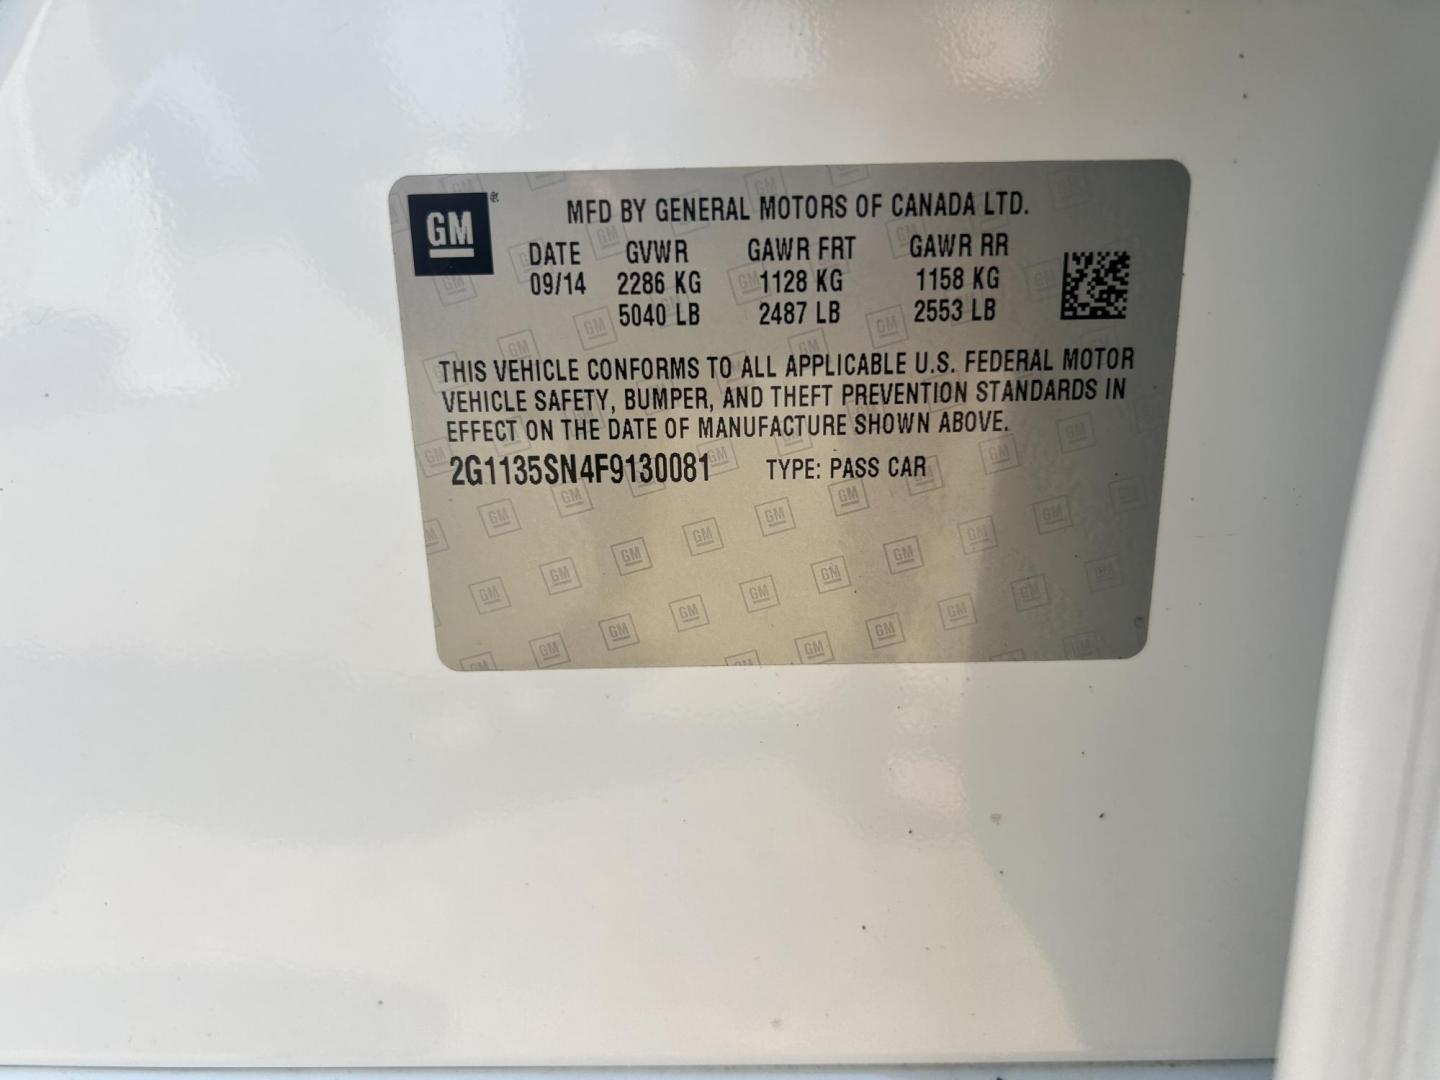 GM ®
MFD BY GENERAL MOTORS OF CANADA LTD.
DATE GVWR GAWR FRT GAWR RR
09/14 2286 KG 1128 KG 1158 KG
5040 LB 2487 LB 2553 LB
THIS VEHICLE CONFORMS TO ALL APPLICABLE U.S. FEDERAL MOTOR
VEHICLE SAFETY, BUMPER, AND THEFT PREVENTION STANDARDS IN
EFFECT ON THE DATE OF MANUFACTURE SHOWN ABOVE.
2G1135SN4F9130081 TYPE: PASS CAR